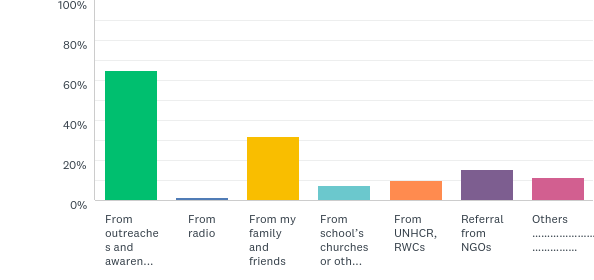 100%
80%
60%
40%
20%
0%
From
outreache
s and
awaren...
From
radio
From my
family
and
friends
From
school's
churches
or oth...
From
UNHCR,
RWCs
Referral
from
NGOs
Others
......................
...............